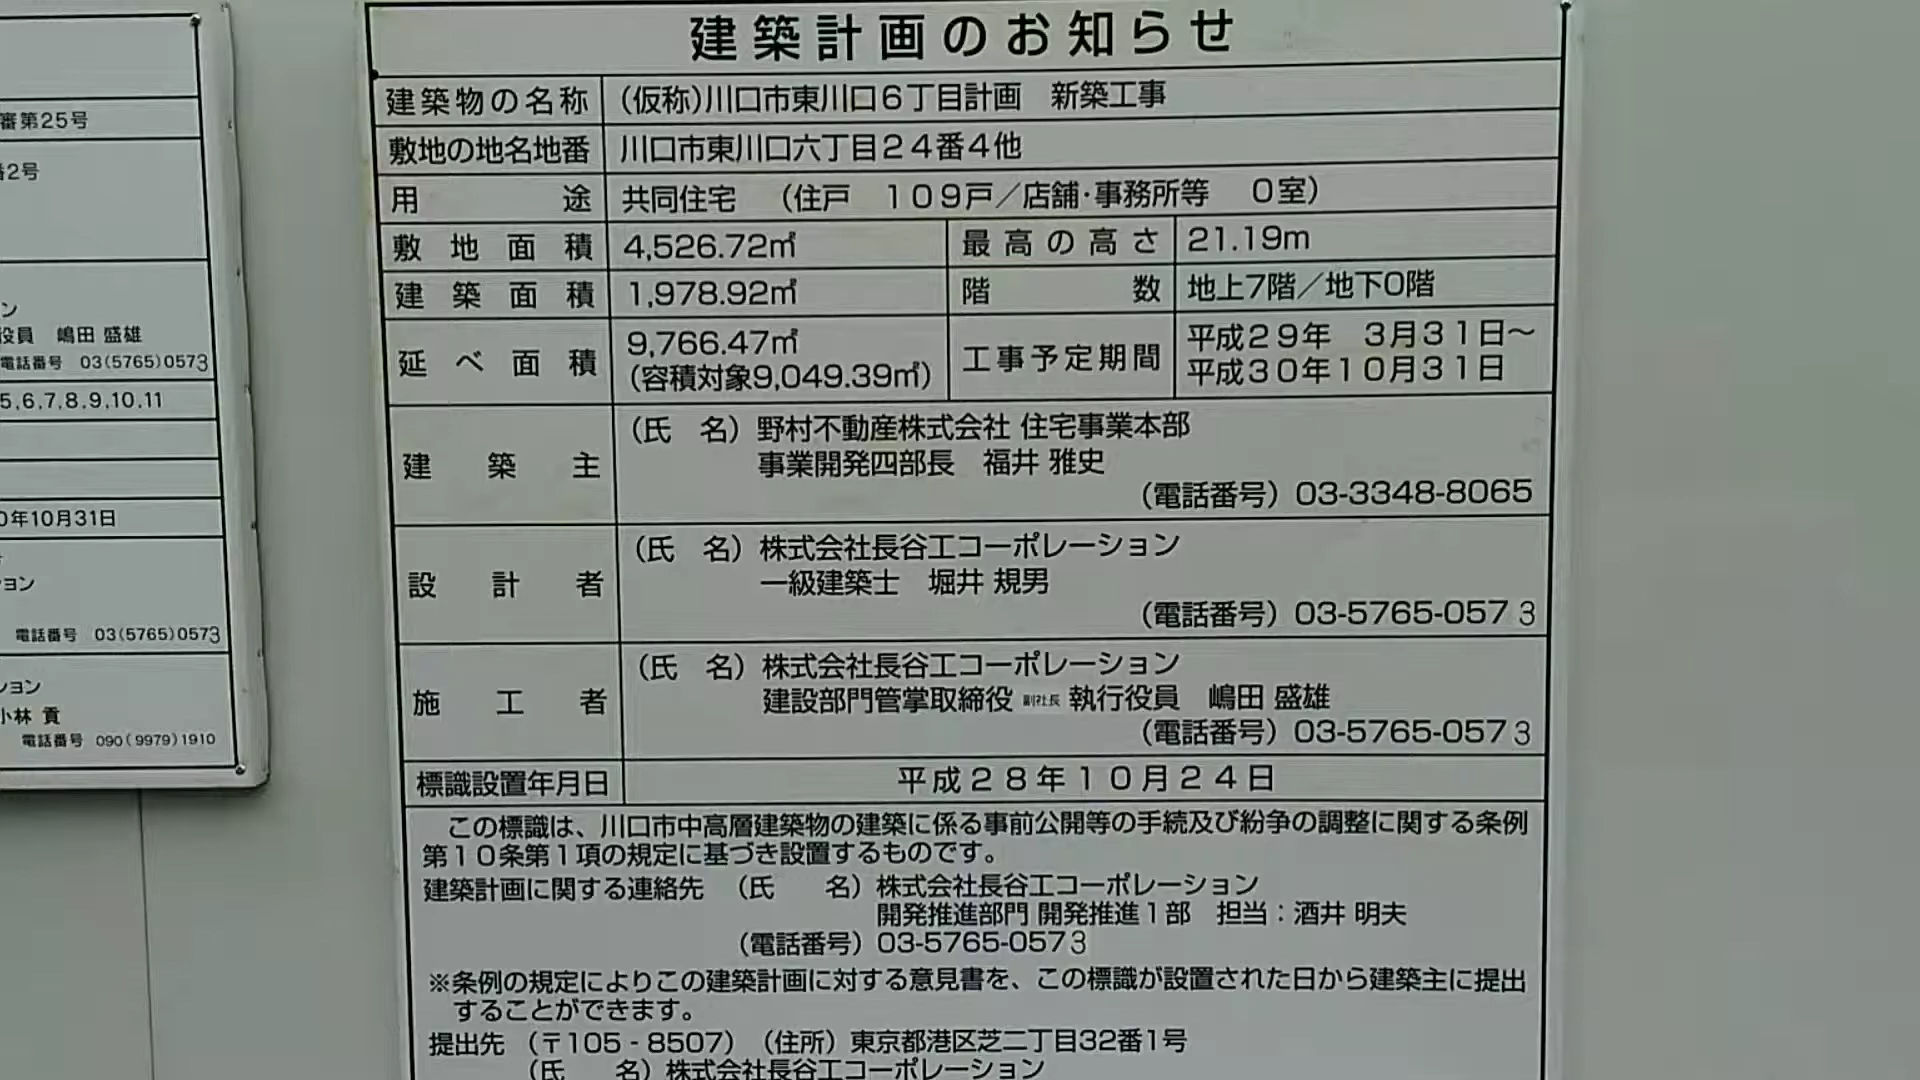 審第25号
番2号
ン
役員 嶋田 盛雄
電話番号 03(5765)0573
5,6,7,8,9,10,11
0年10月31日
ション
電話番号 03(5765)0573
ション
小林 貢
電話番号 090(9979)1910
建築計画のお知らせ
建築物の名称 (仮称)川口市東川口6丁目計画 新築工事
敷地の地名地番 川口市東川口六丁目24番4他
用途 共同住宅 (住戸 109戸/店舗・事務所等 0室)
敷地面積 4,526.72㎡ 最高の高さ 21.19m
建築面積 1,978.92㎡ 階数 地上7階/地下0階
延べ面積 9,766.47㎡ (容積対象9,049.39㎡) 工事予定期間 平成29年 3月31日〜 平成30年10月31日
建築主 (氏 名) 野村不動産株式会社 住宅事業本部
事業開発四部長 福井 雅史
(電話番号) 03-3348-8065
設計者 (氏 名) 株式会社長谷工コーポレーション
一級建築士 堀井 規男
(電話番号) 03-5765-0573
施工者 (氏 名) 株式会社長谷工コーポレーション
建設部門管掌取締役 副社長 執行役員 嶋田 盛雄
(電話番号) 03-5765-0573
標識設置年月日 平成28年10月24日
この標識は、川口市中高層建築物の建築に係る事前公開等の手続及び紛争の調整に関する条例
第10条第1項の規定に基づき設置するものです。
建築計画に関する連絡先 (氏 名) 株式会社長谷工コーポレーション
開発推進部門 開発推進1部 担当:酒井 明夫
(電話番号) 03-5765-0573
※条例の規定によりこの建築計画に対する意見書を、この標識が設置された日から建築主に提出
することができます。
提出先 (〒105-8507) (住所) 東京都港区芝二丁目32番1号
(氏 名) 株式会社長谷工コーポレーション